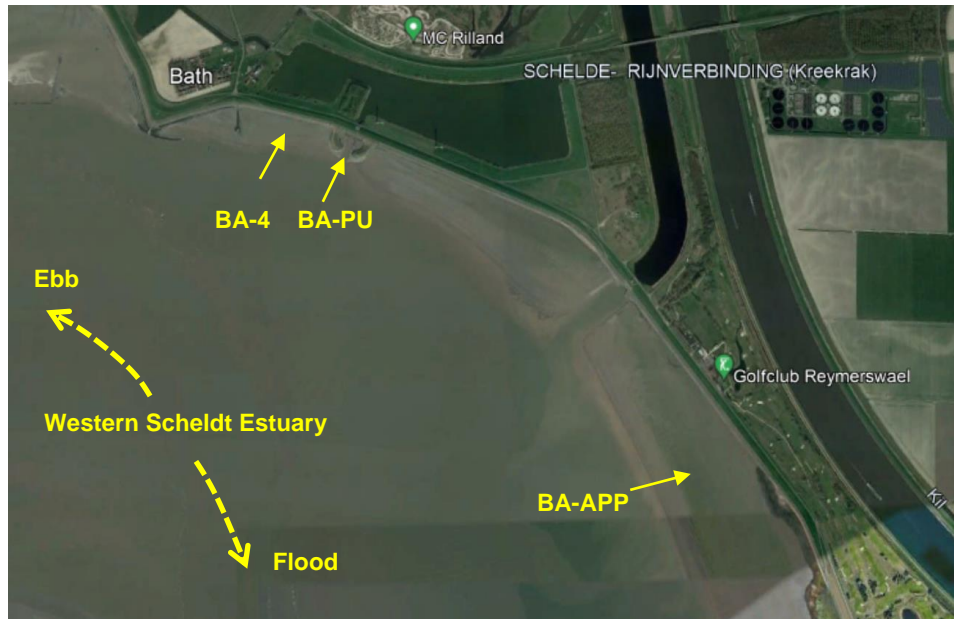 MC Rilland
Bath
SCHELDE- RIJNVERBINDING (Kreekrak)
BA-4
BA-PU
Ebb
Golfclub Reymerswael
Western Scheldt Estuary
BA-APP
Kil
Flood